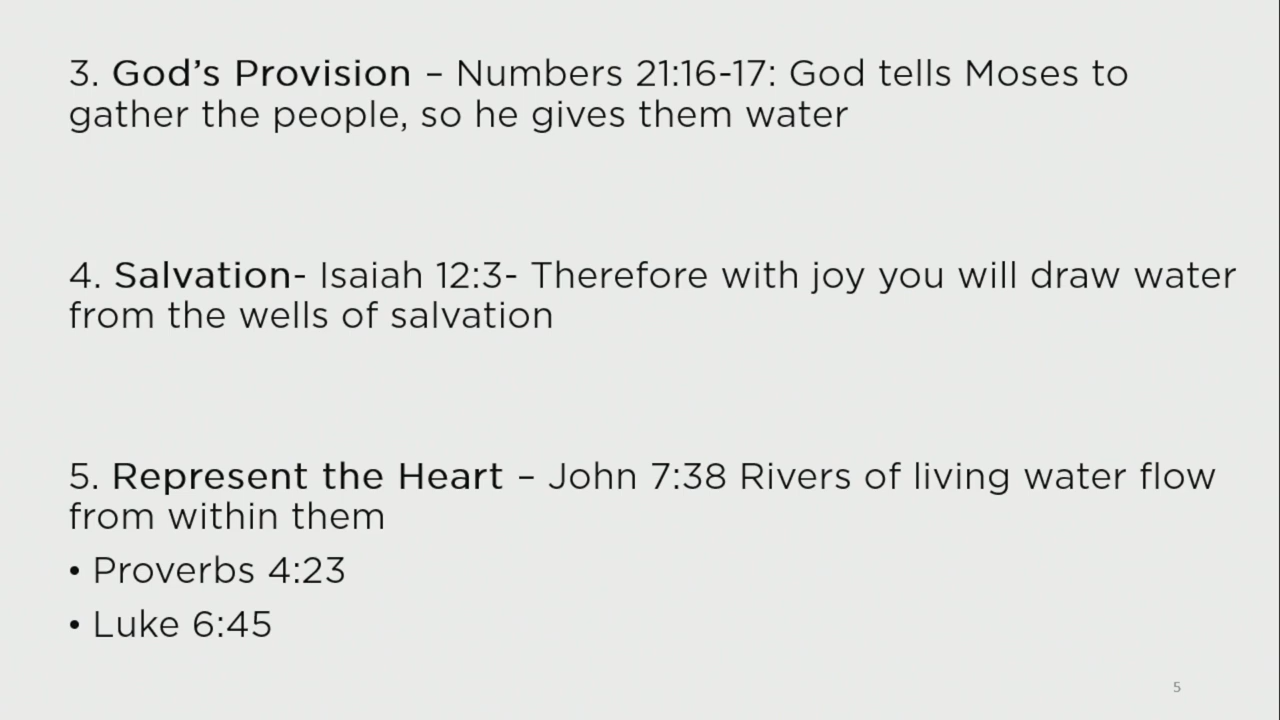 3. God’s Provision – Numbers 21:16-17: God tells Moses to
gather the people, so he gives them water
4. Salvation- Isaiah 12:3- Therefore with joy you will draw water
from the wells of salvation
5. Represent the Heart – John 7:38 Rivers of living water flow
from within them
• Proverbs 4:23
• Luke 6:45
5